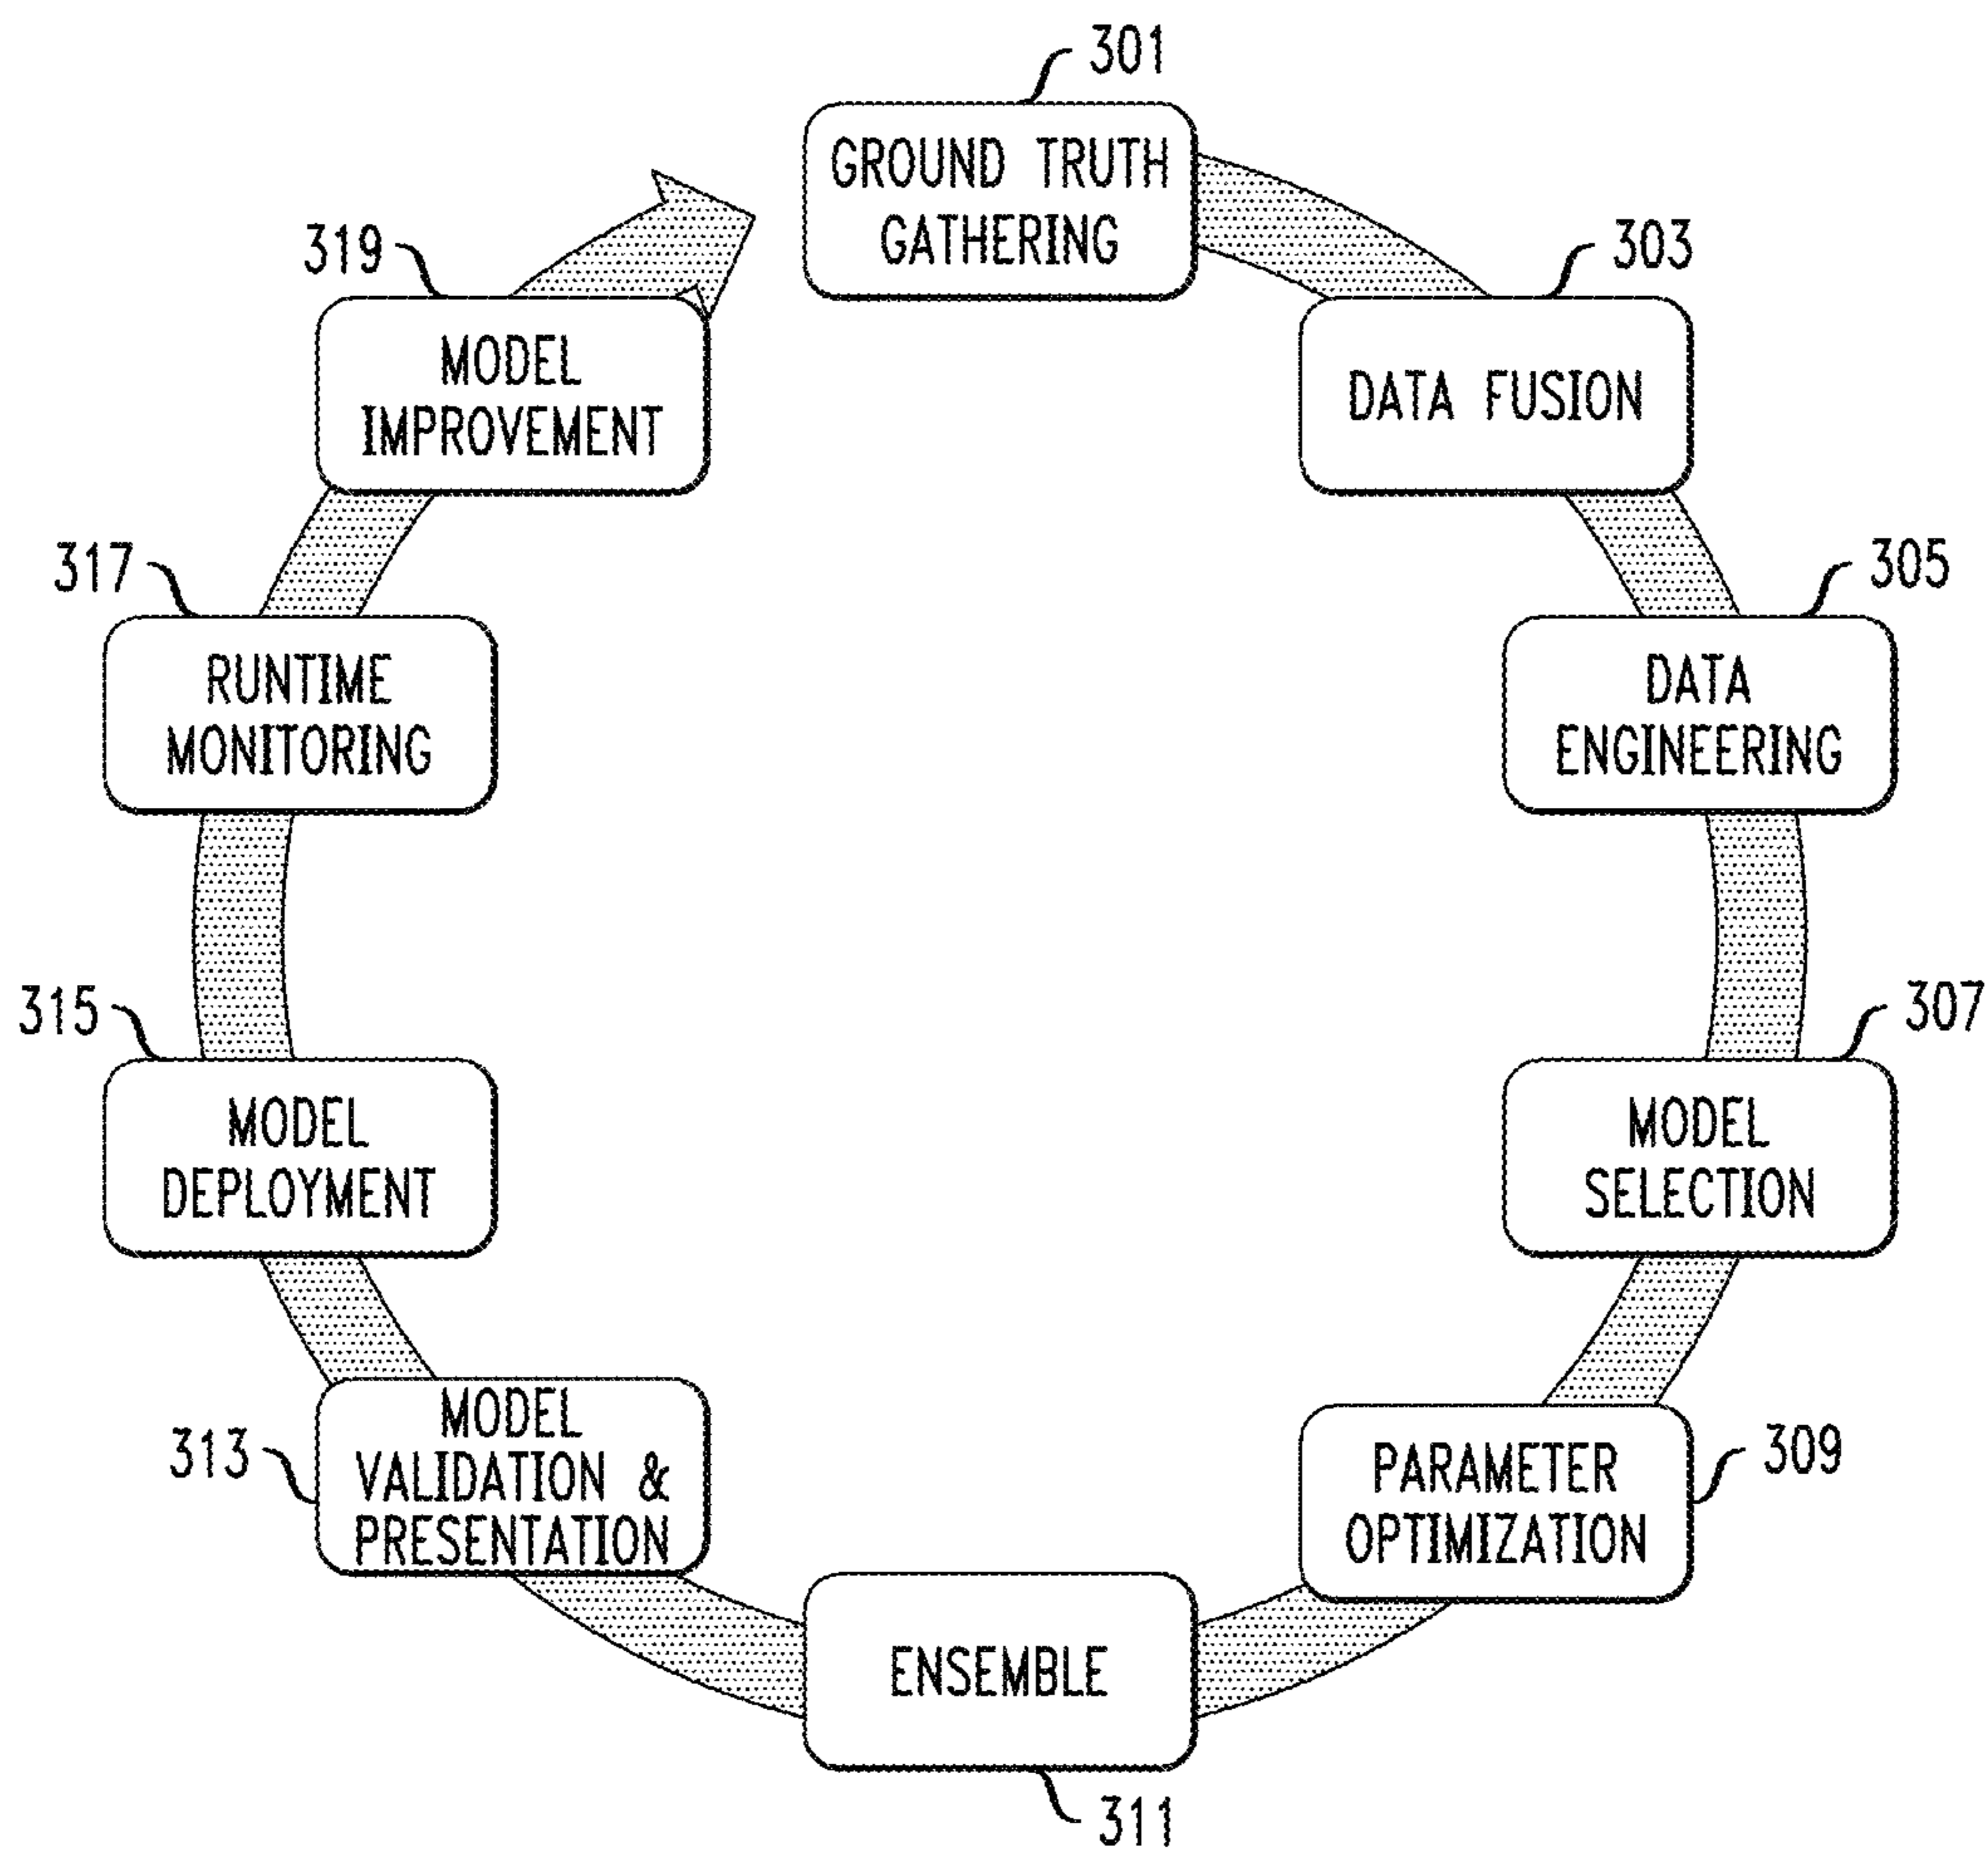 301
GROUND TRUTH
GATHERING
303
DATA FUSION
305
DATA
ENGINEERING
307
MODEL
SELECTION
309
PARAMETER
OPTIMIZATION
311
ENSEMBLE
313
MODEL
VALIDATION &
PRESENTATION
315
MODEL
DEPLOYMENT
317
RUNTIME
MONITORING
319
MODEL
IMPROVEMENT